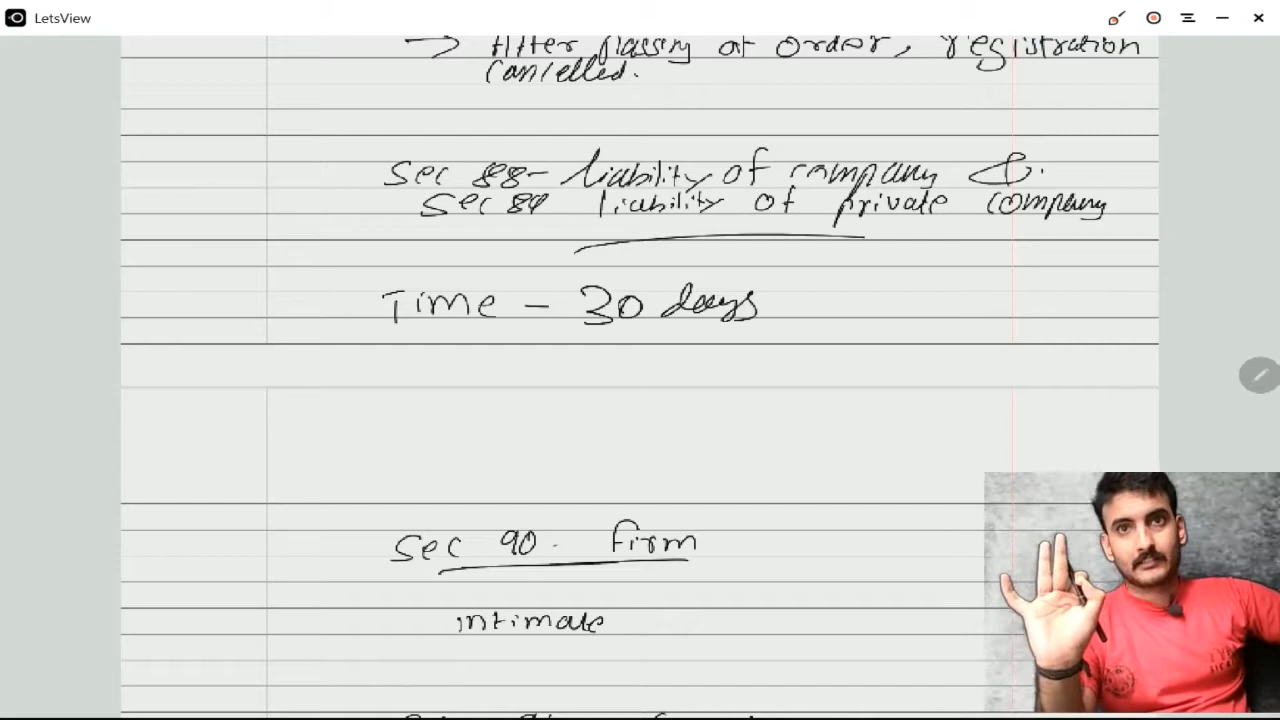 LetsView
→ After passing of order, registration
cancelled.
Sec 88- liability of company &.
Sec 89 liability of private company
Time - 30 days
Sec 90. firm
intimate